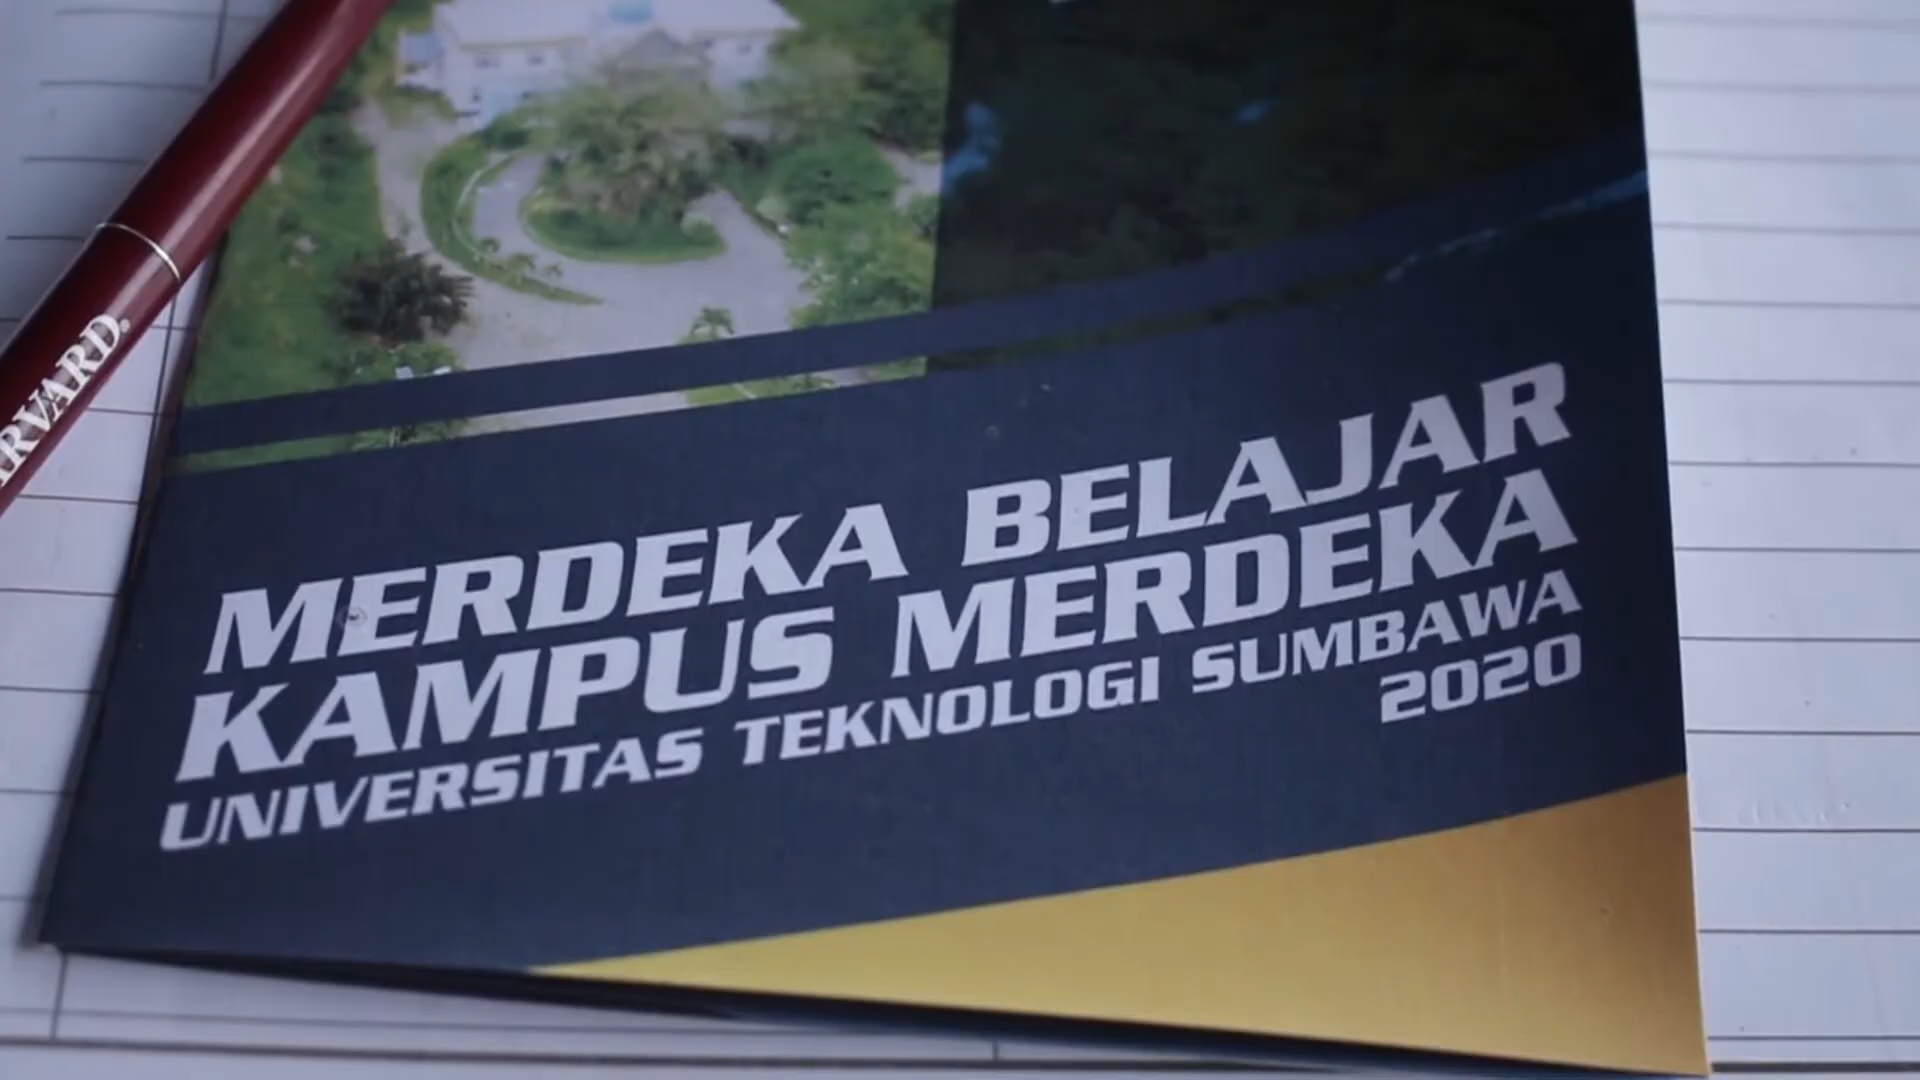 RVARD.
MERDEKA BELAJAR
KAMPUS MERDEKA
UNIVERSITAS TEKNOLOGI SUMBAWA
2020